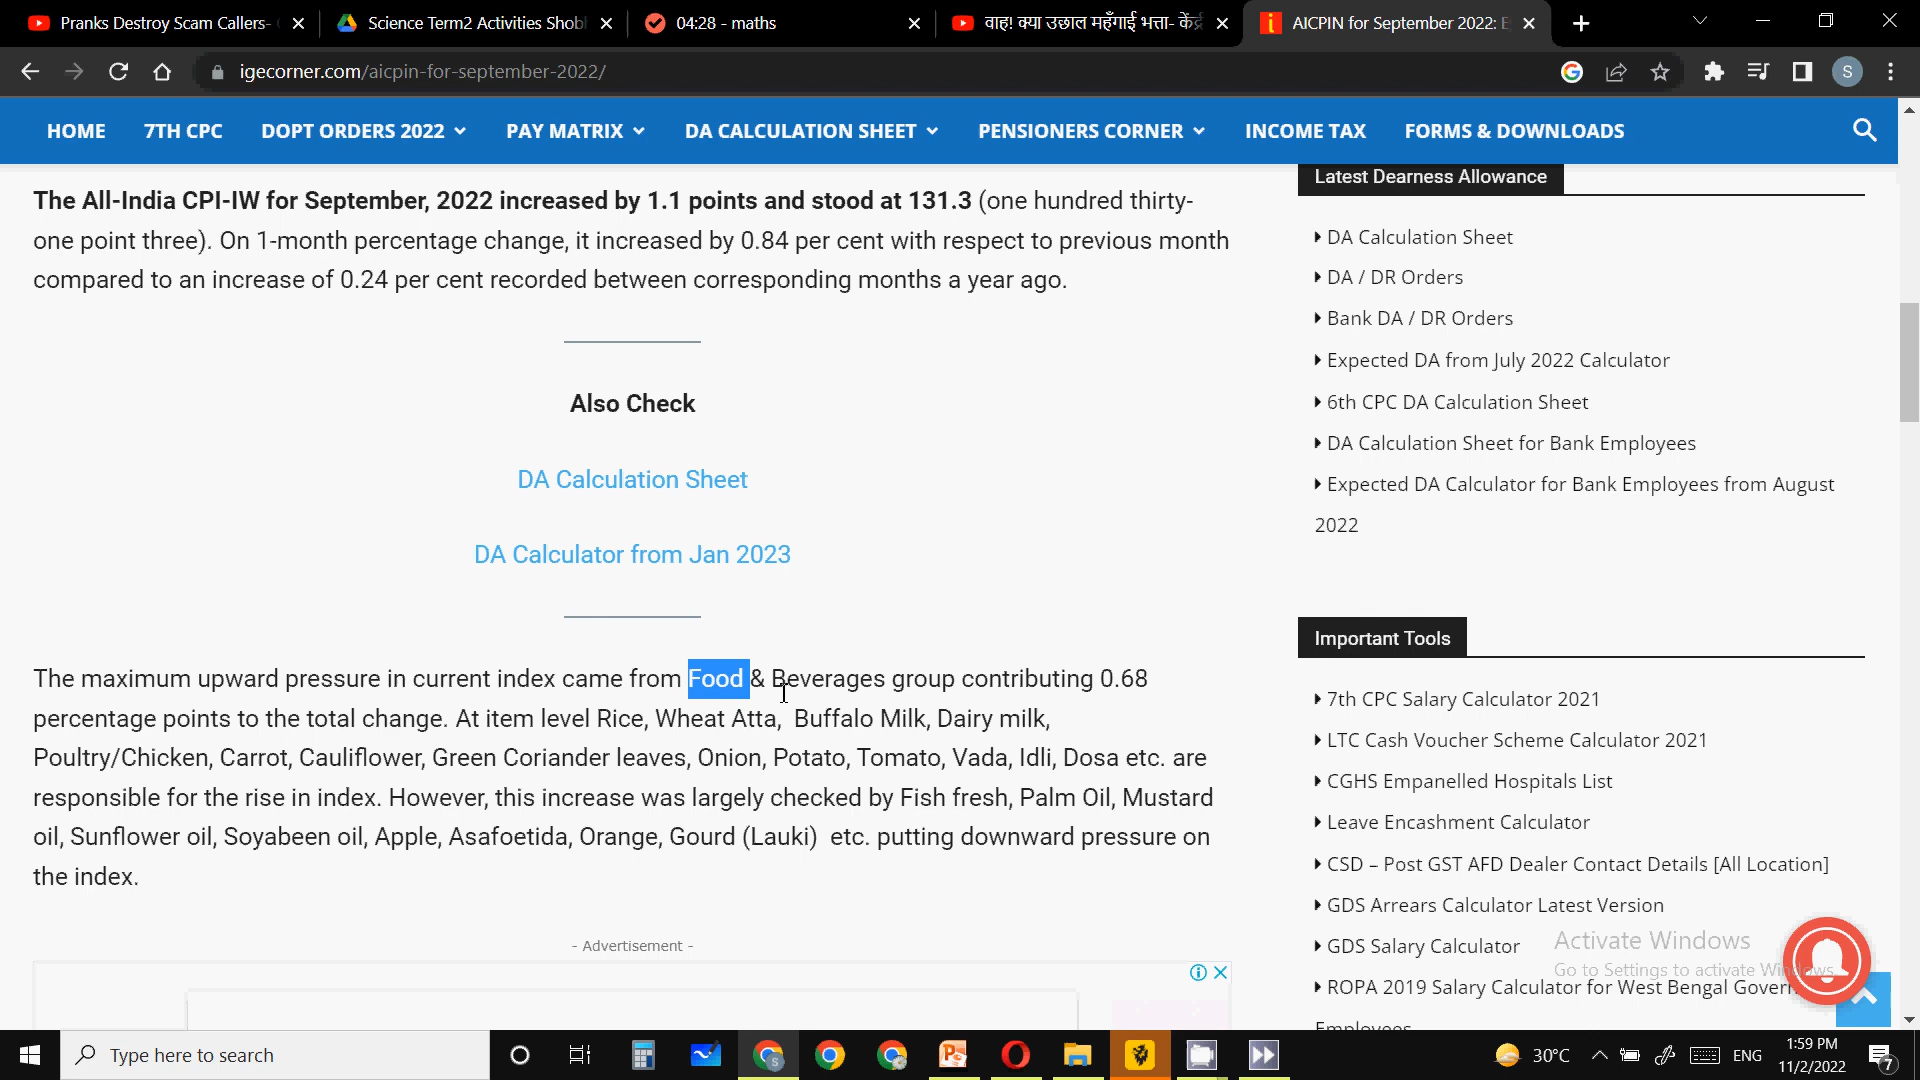 Pranks Destroy Scam Callers-
Science Term2 Activities Shob
04:28 - maths
वाह! क्या उछाल महँगाई भत्ता- केंद्री
AICPIN for September 2022: E
igecorner.com/aicpin-for-september-2022/
S
HOME 7TH CPC DOPT ORDERS 2022 PAY MATRIX DA CALCULATION SHEET PENSIONERS CORNER INCOME TAX FORMS & DOWNLOADS
The All-India CPI-IW for September, 2022 increased by 1.1 points and stood at 131.3 (one hundred thirty-
one point three). On 1-month percentage change, it increased by 0.84 per cent with respect to previous month
compared to an increase of 0.24 per cent recorded between corresponding months a year ago.
Also Check
DA Calculation Sheet
DA Calculator from Jan 2023
The maximum upward pressure in current index came from Food & Beverages group contributing 0.68
percentage points to the total change. At item level Rice, Wheat Atta,  Buffalo Milk, Dairy milk,
Poultry/Chicken, Carrot, Cauliflower, Green Coriander leaves, Onion, Potato, Tomato, Vada, Idli, Dosa etc. are
responsible for the rise in index. However, this increase was largely checked by Fish fresh, Palm Oil, Mustard
oil, Sunflower oil, Soyabeen oil, Apple, Asafoetida, Orange, Gourd (Lauki)  etc. putting downward pressure on
the index.
- Advertisement -
Latest Dearness Allowance
DA Calculation Sheet
DA / DR Orders
Bank DA / DR Orders
Expected DA from July 2022 Calculator
6th CPC DA Calculation Sheet
DA Calculation Sheet for Bank Employees
Expected DA Calculator for Bank Employees from August
2022
Important Tools
7th CPC Salary Calculator 2021
LTC Cash Voucher Scheme Calculator 2021
CGHS Empanelled Hospitals List
Leave Encashment Calculator
CSD – Post GST AFD Dealer Contact Details [All Location]
GDS Arrears Calculator Latest Version
GDS Salary Calculator
ROPA 2019 Salary Calculator for West Bengal Govern
Employees
Activate Windows
Go to Settings to activate Windows.
Type here to search
30°C
ENG
1:59 PM
11/2/2022
7